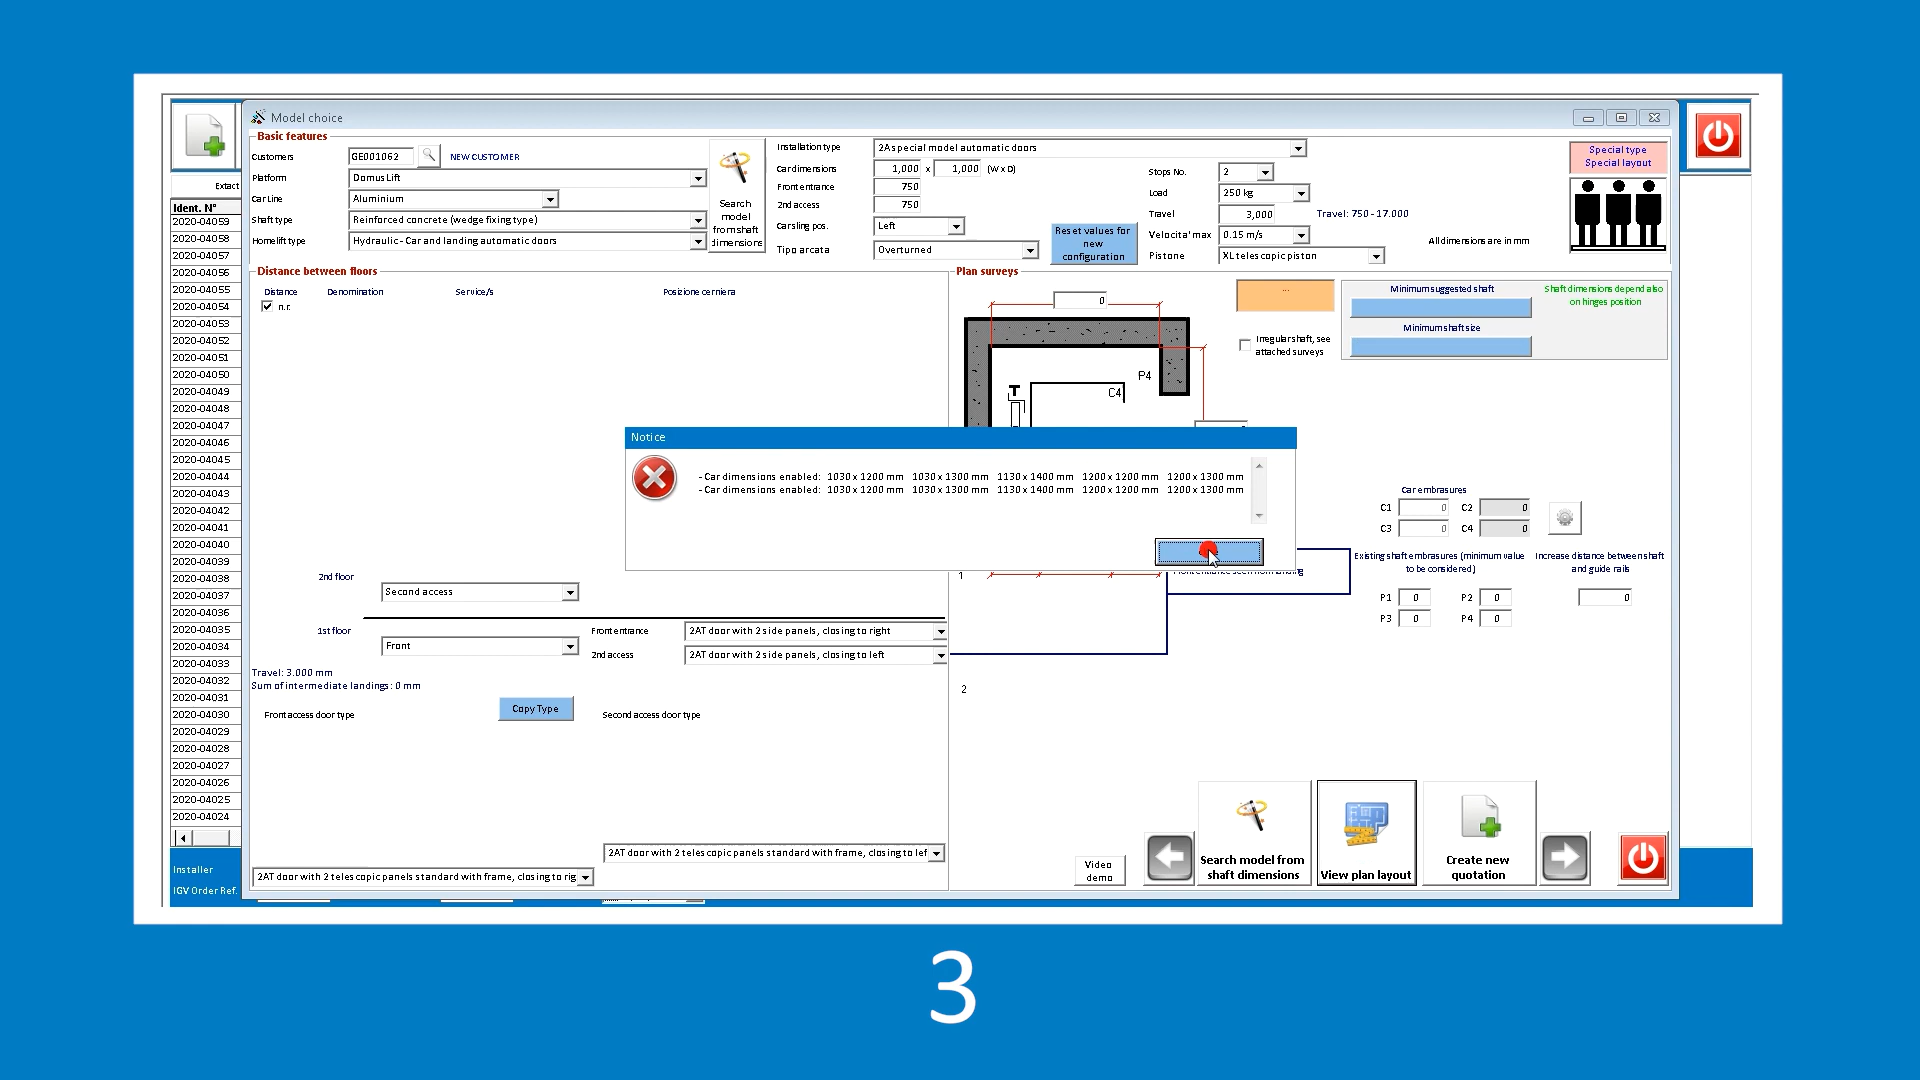 Model choice
Basic features
Customers GE001062 NEW CUSTOMER
Platform DomusLift
Car Line Aluminium
Shaft type Reinforced concrete (wedge fixing type)
Homelift type Hydraulic - Car and landing automatic doors
Search
model
from shaft
dimensions
Installation type 2A special model automatic doors
Car dimensions 1,000 x 1,000 (W x D)
Front entrance 750
2nd access 750
Car sling pos. Left
Tipo arcata Overturned
Reset values for
new
configuration
Stops No. 2
Load 250 kg
Travel 3,000 Travel: 750 - 17.000
Velocita' max 0.15 m/s
Pistone XL telescopic piston
All dimensions are in mm
Special type
Special layout
Extact
Ident. N°
2020-04059
2020-04058
2020-04057
2020-04056
2020-04055
2020-04054
2020-04053
2020-04052
2020-04051
2020-04050
2020-04049
2020-04048
2020-04047
2020-04046
2020-04045
2020-04044
2020-04043
2020-04042
2020-04041
2020-04040
2020-04039
2020-04038
2020-04037
2020-04036
2020-04035
2020-04034
2020-04033
2020-04032
2020-04031
2020-04030
2020-04029
2020-04028
2020-04027
2020-04026
2020-04025
2020-04024
Installer
IGV Order Ref.
Distance between floors
Distance Denomination Service/s Posizione cerniera
n.r.
2nd floor
Second access
1st floor
Front
Front entrance 2AT door with 2 side panels, closing to right
2nd access 2AT door with 2 side panels, closing to left
Travel: 3.000 mm
Sum of intermediate landings: 0 mm
Front access door type
Copy Type
Second access door type
2AT door with 2 telescopic panels standard with frame, closing to lef
2AT door with 2 telescopic panels standard with frame, closing to rig
Plan surveys
0
P4
C4
T
1
2
...
Irregular shaft, see
attached surveys
Minimum suggested shaft
Minimum shaft size
Shaft dimensions depend also
on hinges position
Notice
- Car dimensions enabled: 1030 x 1200 mm 1030 x 1300 mm 1130 x 1400 mm 1200 x 1200 mm 1200 x 1300 mm
- Car dimensions enabled: 1030 x 1200 mm 1030 x 1300 mm 1130 x 1400 mm 1200 x 1200 mm 1200 x 1300 mm
Car embrasures
C1 0 C2 0
C3 0 C4 0
Existing shaft embrasures (minimum value
to be considered)
Increase distance between shaft
and guide rails
P1 0 P2 0 0
P3 0 P4 0
Video
demo
Search model from
shaft dimensions
View plan layout
Create new
quotation
3